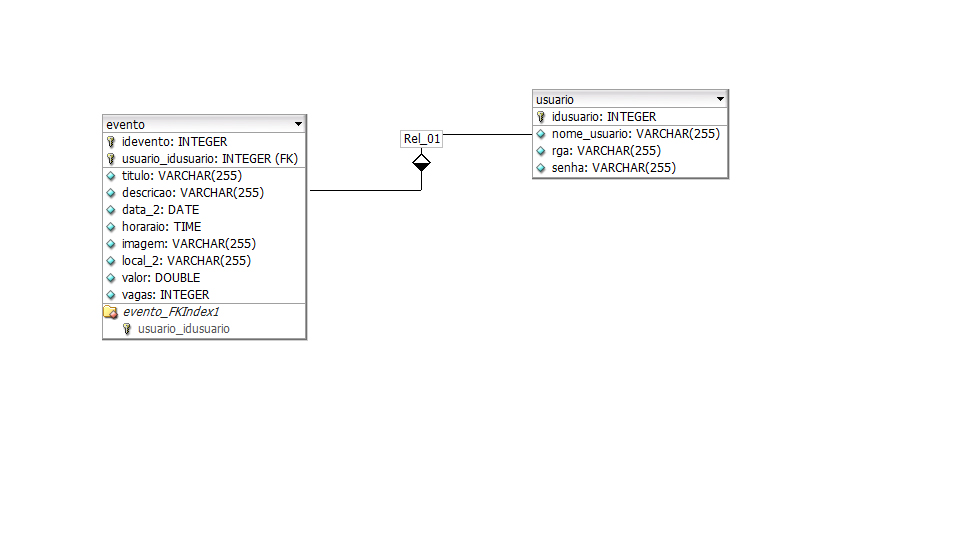 evento
idevento: INTEGER
usuario_idusuario: INTEGER (FK)
titulo: VARCHAR(255)
descricao: VARCHAR(255)
data_2: DATE
horaraio: TIME
imagem: VARCHAR(255)
local_2: VARCHAR(255)
valor: DOUBLE
vagas: INTEGER
evento_FKIndex1
usuario_idusuario
Rel_01
usuario
idusuario: INTEGER
nome_usuario: VARCHAR(255)
rga: VARCHAR(255)
senha: VARCHAR(255)